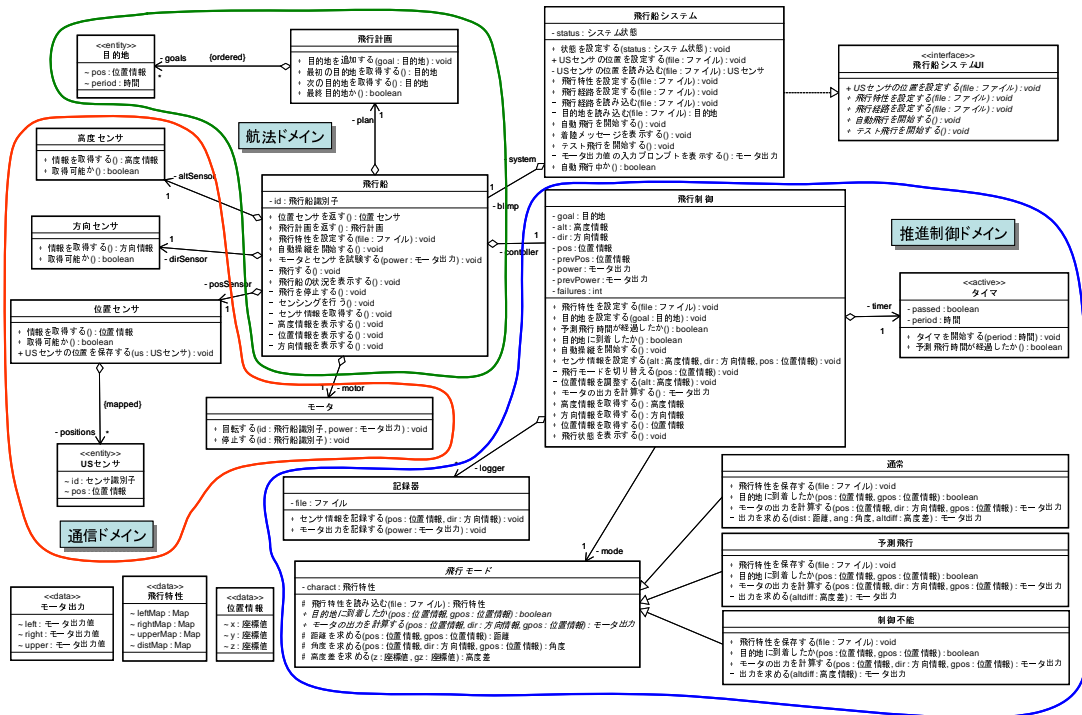 <<entity>>
目的地
~ pos : 位置情報
~ period : 時間
- goals
{ordered}
*
飛行計画
+ 目的地を追加する(goal : 目的地) : void
+ 最初の目的地を取得する() : 目的地
+ 次の目的地を取得する() : 目的地
+ 最終目的地か() : boolean
1
- plan
航法ドメイン
飛行船システム
- status : システム状態
+ 状態を設定する(status : システム状態) : void
+ USセンサの位置を設定する(file : ファイル) : void
- USセンサの位置を読み込む(file : ファイル) : USセンサ
+ 飛行特性を設定する(file : ファイル) : void
+ 飛行経路を設定する(file : ファイル) : void
- 飛行経路を読み込む(file : ファイル) : void
- 目的地を読み込む(file : ファイル) : 目的地
+ 自動飛行を開始する() : void
+ 着陸メッセージを表示する() : void
+ テスト飛行を開始する() : void
- モータ出力値の入力プロンプトを表示する() : モータ出力
+ 自動飛行中か() : boolean
<<interface>>
飛行船システムUI
+ USセンサの位置を設定する(file : ファイル) : void
+ 飛行特性を設定する(file : ファイル) : void
+ 飛行経路を設定する(file : ファイル) : void
+ 自動飛行を開始する() : void
+ テスト飛行を開始する() : void
高度センサ
+ 情報を取得する() : 高度情報
+ 取得可能か() : boolean
- altSensor
1
方向センサ
+ 情報を取得する() : 方向情報
+ 取得可能か() : boolean
1
- dirSensor
位置センサ
+ 情報を取得する() : 位置情報
+ 取得可能か() : boolean
+ USセンサの位置を保存する(us : USセンサ) : void
- posSensor
1
飛行船
- id : 飛行船識別子
+ 位置センサを返す() : 位置センサ
+ 飛行計画を返す() : 飛行計画
+ 飛行特性を設定する(file : ファイル) : void
+ 自動操縦を開始する() : void
+ モータとセンサを試験する(power : モータ出力) : void
- 飛行する() : void
+ 飛行船の状況を表示する() : void
- 飛行を停止する() : void
- センシングを行う() : void
- センサ情報を取得する() : void
- 高度情報を表示する() : void
- 位置情報を表示する() : void
- 方向情報を表示する() : void
- system
1
- blimp
1
- contoller
飛行制御
- goal : 目的地
- alt : 高度情報
- dir : 方向情報
- pos : 位置情報
- prevPos : 位置情報
- power : モータ出力
- prevPower : モータ出力
- failures : int
+ 飛行特性を設定する(file : ファイル) : void
+ 目的地を設定する(goal : 目的地) : void
+ 予測飛行時間が経過したか() : boolean
+ 目的地に到着したか() : boolean
+ 自動操縦を開始する() : void
+ センサ情報を設定する(alt : 高度情報, dir : 方向情報, pos : 位置情報) : void
- 飛行モードを切り替える(pos : 位置情報) : void
- 位置情報を調整する(alt : 高度情報) : void
+ モータの出力を計算する() : モータ出力
+ 高度情報を取得する() : 高度情報
+ 方向情報を取得する() : 方向情報
+ 位置情報を取得する() : 位置情報
+ 飛行状態を表示する() : void
推進制御ドメイン
<<active>>
タイマ
- passed : boolean
- period : 時間
+ タイマを開始する(period : 時間) : void
+ 予測飛行時間が経過したか() : boolean
- timer
1
1
- motor
モータ
+ 回転する(id : 飛行船識別子, power : モータ出力) : void
+ 停止する(id : 飛行船識別子) : void
{mapped}
- positions
*
<<entity>>
USセンサ
~ id : センサ識別子
~ pos : 位置情報
通信ドメイン
- logger
記録器
- file : ファイル
+ センサ情報を記録する(pos : 位置情報, dir : 方向情報) : void
+ モータ出力を記録する(power : モータ出力) : void
1
- mode
飛行モード
- charact : 飛行特性
# 飛行特性を読み込む(file : ファイル) : 飛行特性
+ 目的地に到着したか(pos : 位置情報, gpos : 位置情報) : boolean
+ モータの出力を計算する(pos : 位置情報, dir : 方向情報, gpos : 位置情報) : モータ出力
# 距離を求める(pos : 位置情報, gpos : 位置情報) : 距離
# 角度を求める(pos : 位置情報, dir : 方向情報, gpos : 位置情報) : 角度
# 高度差を求める(z : 座標値, gz : 座標値) : 高度差
通常
+ 飛行特性を保存する(file : ファイル) : void
+ 目的地に到着したか(pos : 位置情報, gpos : 位置情報) : boolean
+ モータの出力を計算する(pos : 位置情報, dir : 方向情報, gpos : 位置情報) : モータ出力
- 出力を求める(dist : 距離, ang : 角度, altdiff : 高度差) : モータ出力
予測飛行
+ 飛行特性を保存する(file : ファイル) : void
+ 目的地に到着したか(pos : 位置情報, gpos : 位置情報) : boolean
+ モータの出力を計算する(pos : 位置情報, dir : 方向情報, gpos : 位置情報) : モータ出力
- 出力を求める(altdiff : 高度差) : モータ出力
制御不能
+ 飛行特性を保存する(file : ファイル) : void
+ 目的地に到着したか(pos : 位置情報, gpos : 位置情報) : boolean
+ モータの出力を計算する(pos : 位置情報, dir : 方向情報, gpos : 位置情報) : モータ出力
- 出力を求める(altdiff : 高度情報) : モータ出力
<<data>>
モータ出力
~ left : モータ出力値
~ right : モータ出力値
~ upper : モータ出力値
<<data>>
飛行特性
~ leftMap : Map
~ rightMap : Map
~ upperMap : Map
~ distMap : Map
<<data>>
位置情報
~ x : 座標値
~ y : 座標値
~ z : 座標値